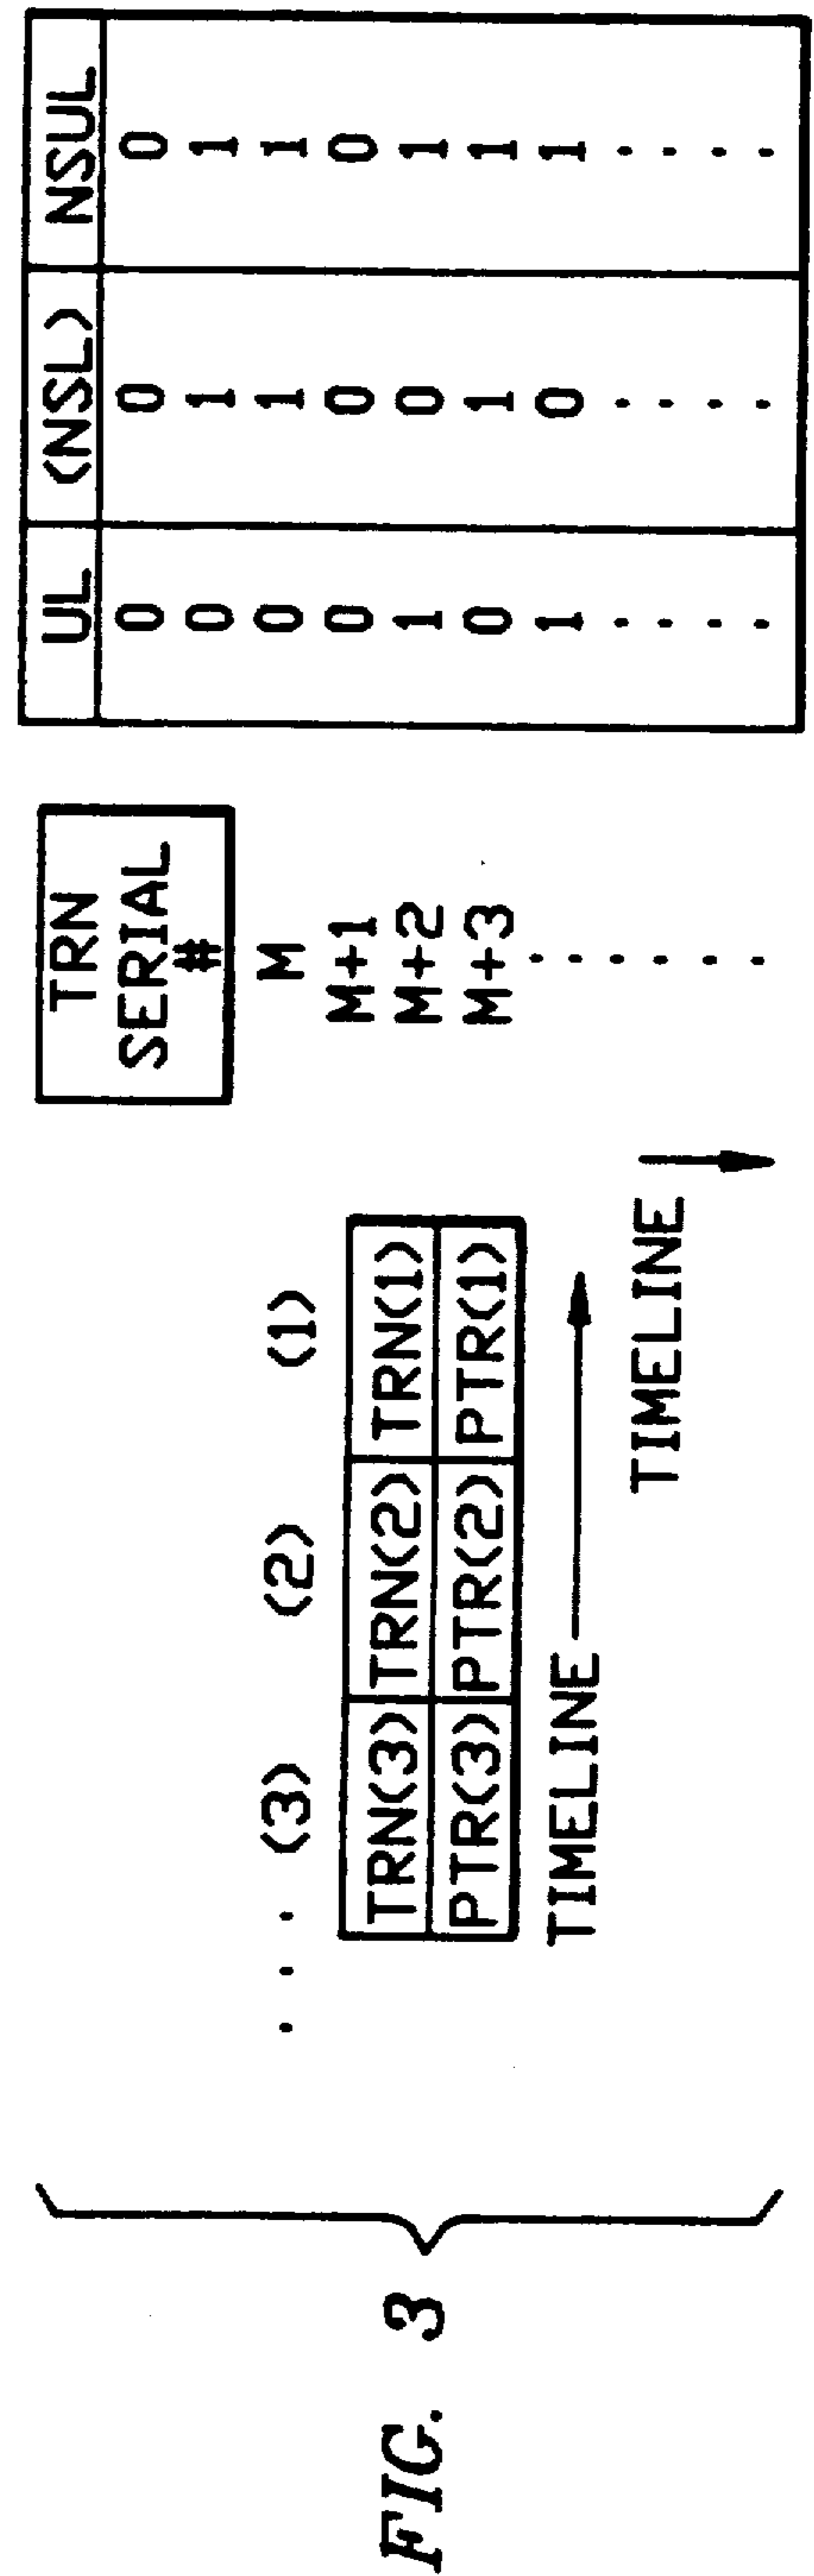 FIG. 3
. . . (3) (2) (1)
TRN(3) TRN(2) TRN(1)
PTR(3) PTR(2) PTR(1)
TIMELINE
TIMELINE
TRN
SERIAL
#
M
M+1
M+2
M+3
. . . . . .
UL (NSL) NSUL
0 0 0
0 1 1
0 1 1
0 0 0
1 0 1
0 1 1
1 0 1
. . .
. . .
. . .
. . .